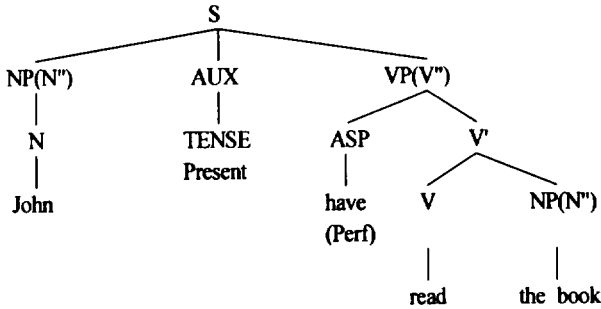 S
NP(N") AUX VP(V")
N TENSE ASP V'
Present
John have V NP(N")
(Perf)
read the book